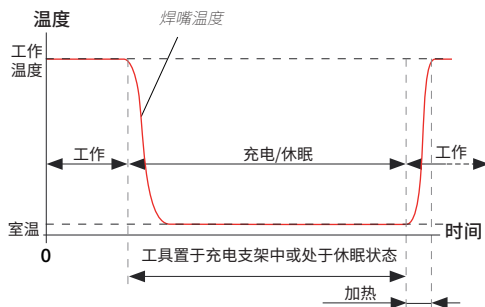 温度
焊嘴温度
工作
温度
工作
充电/休眠
工作
室温
时间
0
工具置于充电支架中或处于休眠状态
加热